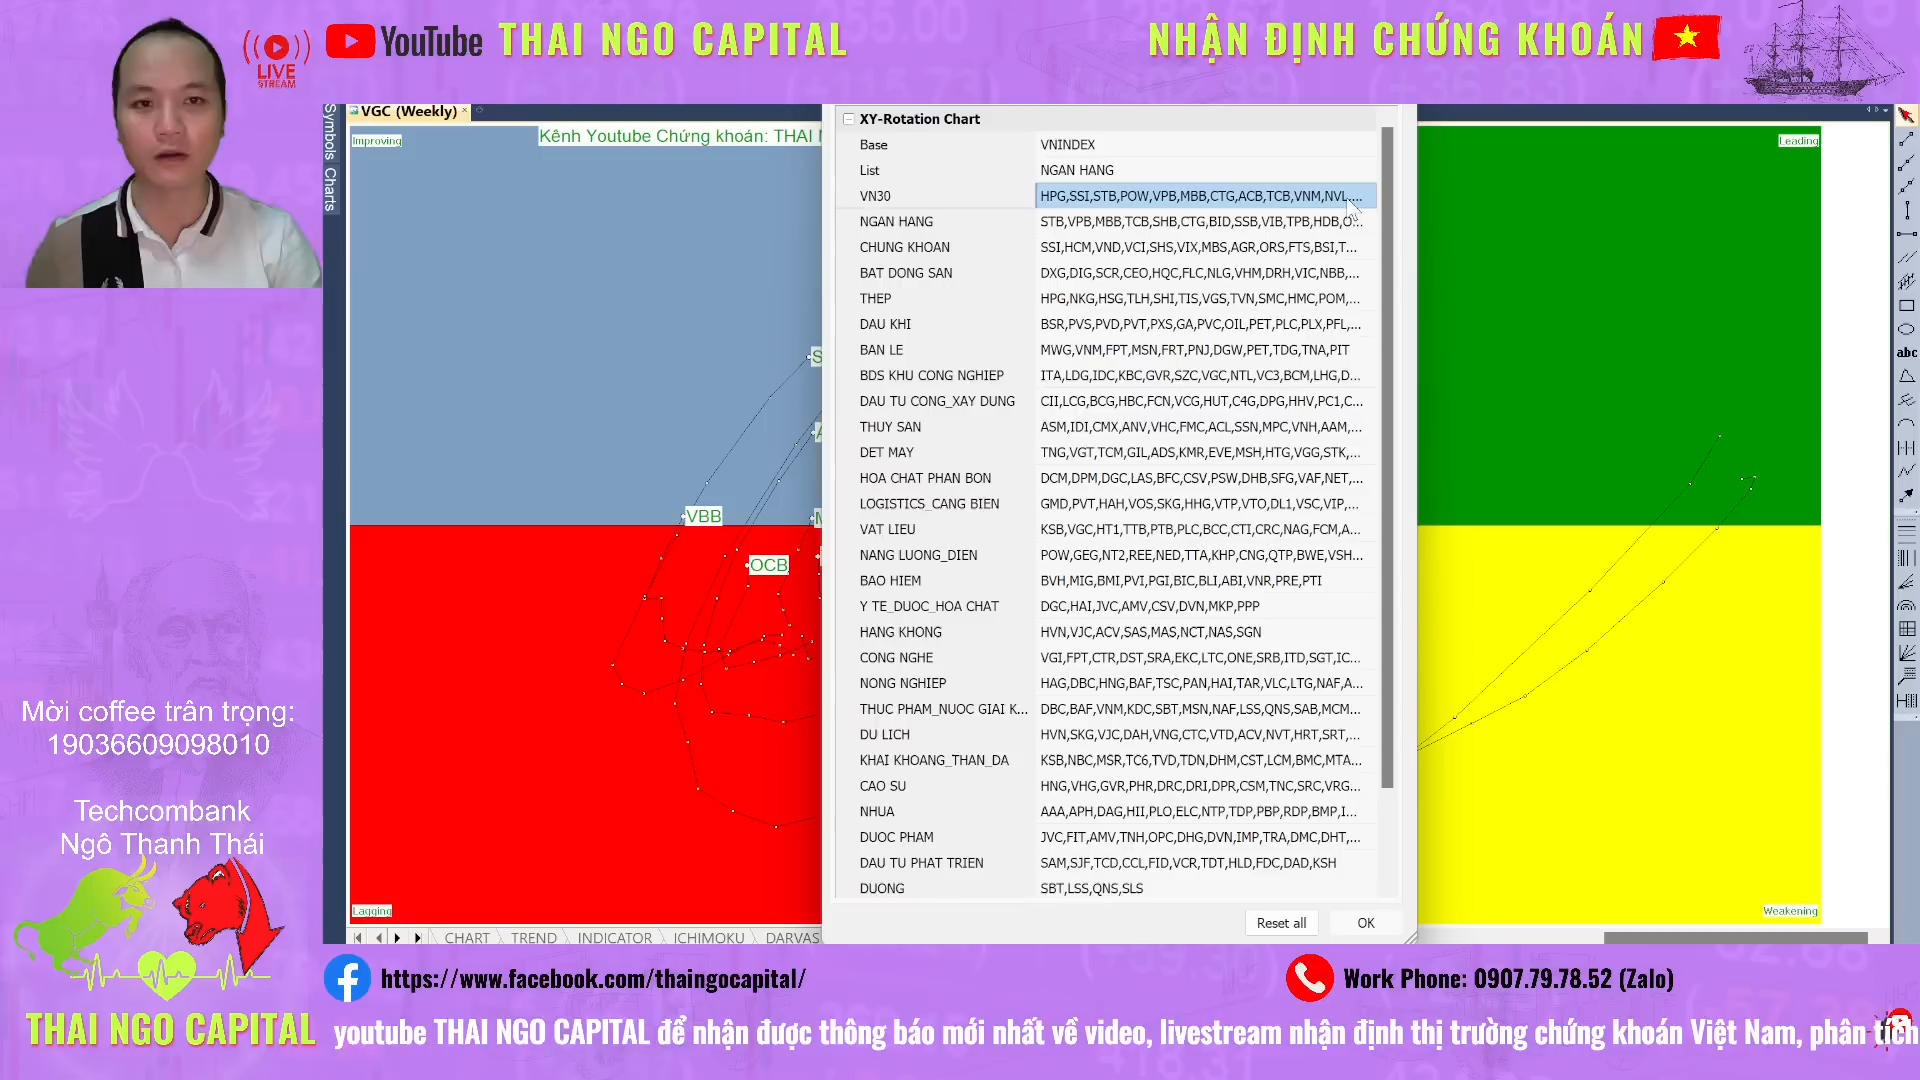 LIVE
STREAM
YouTube
THAI NGO CAPITAL
NHẬN ĐỊNH CHỨNG KHOÁN
Symbols
Charts
VGC (Weekly)
Improving
Kênh Youtube Chứng khoán: THAI
Leading
VBB
OCB
Lagging
Weakening
XY-Rotation Chart
Base VNINDEX
List NGAN HANG
VN30 HPG,SSI,STB,POW,VPB,MBB,CTG,ACB,TCB,VNM,NVL,...
NGAN HANG STB,VPB,MBB,TCB,SHB,CTG,BID,SSB,VIB,TPB,HDB,O...
CHUNG KHOAN SSI,HCM,VND,VCI,SHS,VIX,MBS,AGR,ORS,FTS,BSI,T...
BAT DONG SAN DXG,DIG,SCR,CEO,HQC,FLC,NLG,VHM,DRH,VIC,NBB,...
THEP HPG,NKG,HSG,TLH,SHI,TIS,VGS,TVN,SMC,HMC,POM,...
DAU KHI BSR,PVS,PVD,PVT,PXS,GA,PVC,OIL,PET,PLC,PLX,PFL,...
BAN LE MWG,VNM,FPT,MSN,FRT,PNJ,DGW,PET,TDG,TNA,PIT
BDS KHU CONG NGHIEP ITA,LDG,IDC,KBC,GVR,SZC,VGC,NTL,VC3,BCM,LHG,D...
DAU TU CONG_XAY DUNG CII,LCG,BCG,HBC,FCN,VCG,HUT,C4G,DPG,HHV,PC1,C...
THUY SAN ASM,IDI,CMX,ANV,VHC,FMC,ACL,SSN,MPC,VNH,AAM,...
DET MAY TNG,VGT,TCM,GIL,ADS,KMR,EVE,MSH,HTG,VGG,STK,...
HOA CHAT PHAN BON DCM,DPM,DGC,LAS,BFC,CSV,PSW,DHB,SFG,VAF,NET,...
LOGISTICS_CANG BIEN GMD,PVT,HAH,VOS,SKG,HHG,VTP,VTO,DL1,VSC,VIP,...
VAT LIEU KSB,VGC,HT1,TTB,PTB,PLC,BCC,CTI,CRC,NAG,FCM,A...
NANG LUONG_DIEN POW,GEG,NT2,REE,NED,TTA,KHP,CNG,QTP,BWE,VSH...
BAO HIEM BVH,MIG,BMI,PVI,PGI,BIC,BLI,ABI,VNR,PRE,PTI
Y TE_DUOC_HOA CHAT DGC,HAI,JVC,AMV,CSV,DVN,MKP,PPP
HANG KHONG HVN,VJC,ACV,SAS,MAS,NCT,NAS,SGN
CONG NGHE VGI,FPT,CTR,DST,SRA,EKC,LTC,ONE,SRB,ITD,SGT,IC...
NONG NGHIEP HAG,DBC,HNG,BAF,TSC,PAN,HAI,TAR,VLC,LTG,NAF,A...
THUC PHAM_NUOC GIAI K... DBC,BAF,VNM,KDC,SBT,MSN,NAF,LSS,QNS,SAB,MCM...
DU LICH HVN,SKG,VJC,DAH,VNG,CTC,VTD,ACV,NVT,HRT,SRT,...
KHAI KHOANG_THAN_DA KSB,NBC,MSR,TC6,TVD,TDN,DHM,CST,LCM,BMC,MTA...
CAO SU HNG,VHG,GVR,PHR,DRC,DRI,DPR,CSM,TNC,SRC,VRG...
NHUA AAA,APH,DAG,HII,PLO,ELC,NTP,TDP,PBP,RDP,BMP,I...
DUOC PHAM JVC,FIT,AMV,TNH,OPC,DHG,DVN,IMP,TRA,DMC,DHT,...
DAU TU PHAT TRIEN SAM,SJF,TCD,CCL,FID,VCR,TDT,HLD,FDC,DAD,KSH
DUONG SBT,LSS,QNS,SLS
Reset all
OK
abc
CHART
TREND
INDICATOR
ICHIMOKU
DARVAS
Mời coffee trân trọng:
19036609098010
Techcombank
Ngô Thanh Thái
THAI NGO CAPITAL
https://www.facebook.com/thaingocapital/
Work Phone: 0907.79.78.52 (Zalo)
youtube THAI NGO CAPITAL để nhận được thông báo mới nhất về video, livestream nhận định thị trường chứng khoán Việt Nam, phân tích